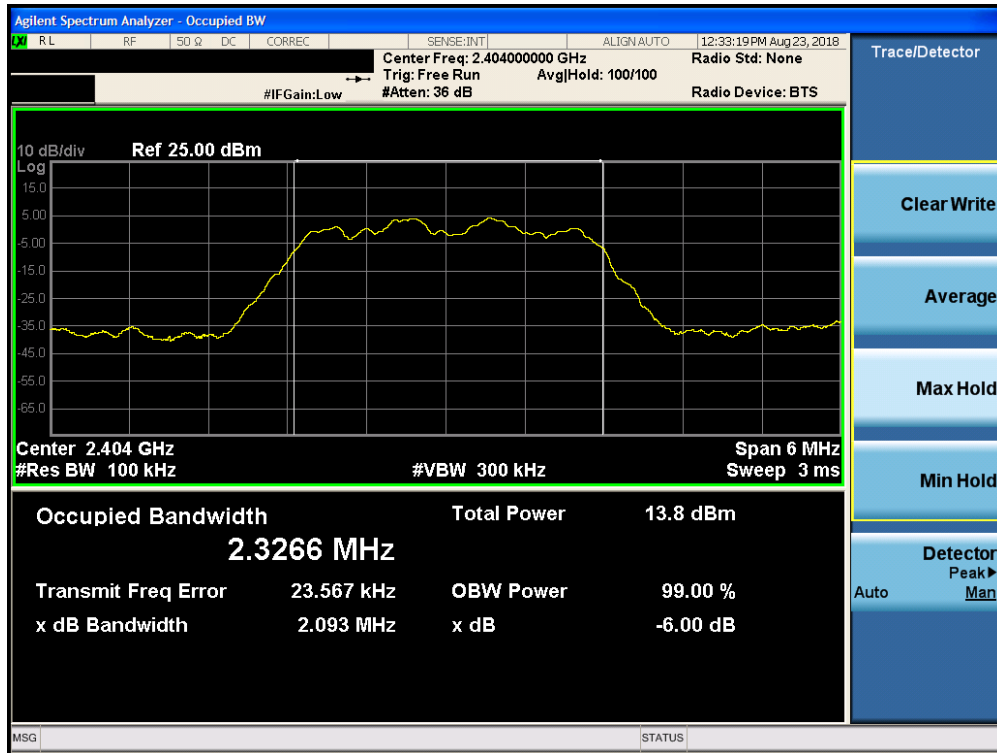 Agilent Spectrum Analyzer - Occupied BW
LXI RL RF 50 Ω DC CORREC SENSE:INT ALIGN AUTO 12:33:19 PM Aug 23, 2018
Center Freq: 2.404000000 GHz Radio Std: None
Trig: Free Run Avg|Hold: 100/100
#IFGain:Low #Atten: 36 dB Radio Device: BTS
10 dB/div Ref 25.00 dBm
Log
15.0
5.00
-5.00
-15.0
-25.0
-35.0
-45.0
-55.0
-65.0
Center 2.404 GHz Span 6 MHz
#Res BW 100 kHz #VBW 300 kHz Sweep 3 ms
Occupied Bandwidth Total Power 13.8 dBm
2.3266 MHz
Transmit Freq Error 23.567 kHz OBW Power 99.00 %
x dB Bandwidth 2.093 MHz x dB -6.00 dB
Trace/Detector
Clear Write
Average
Max Hold
Min Hold
Detector
Peak▶
Auto Man
MSG STATUS